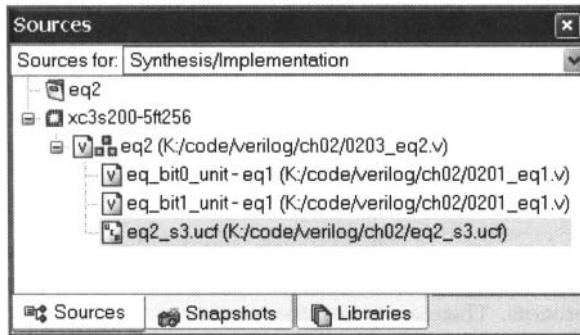 Sources
Sources for: Synthesis/Implementation
eq2
xc3s200-5ft256
eq2 (K:/code/verilog/ch02/0203_eq2.v)
eq_bit0_unit - eq1 (K:/code/verilog/ch02/0201_eq1.v)
eq_bit1_unit - eq1 (K:/code/verilog/ch02/0201_eq1.v)
eq2_s3.ucf (K:/code/verilog/ch02/eq2_s3.ucf)
Sources Snapshots Libraries